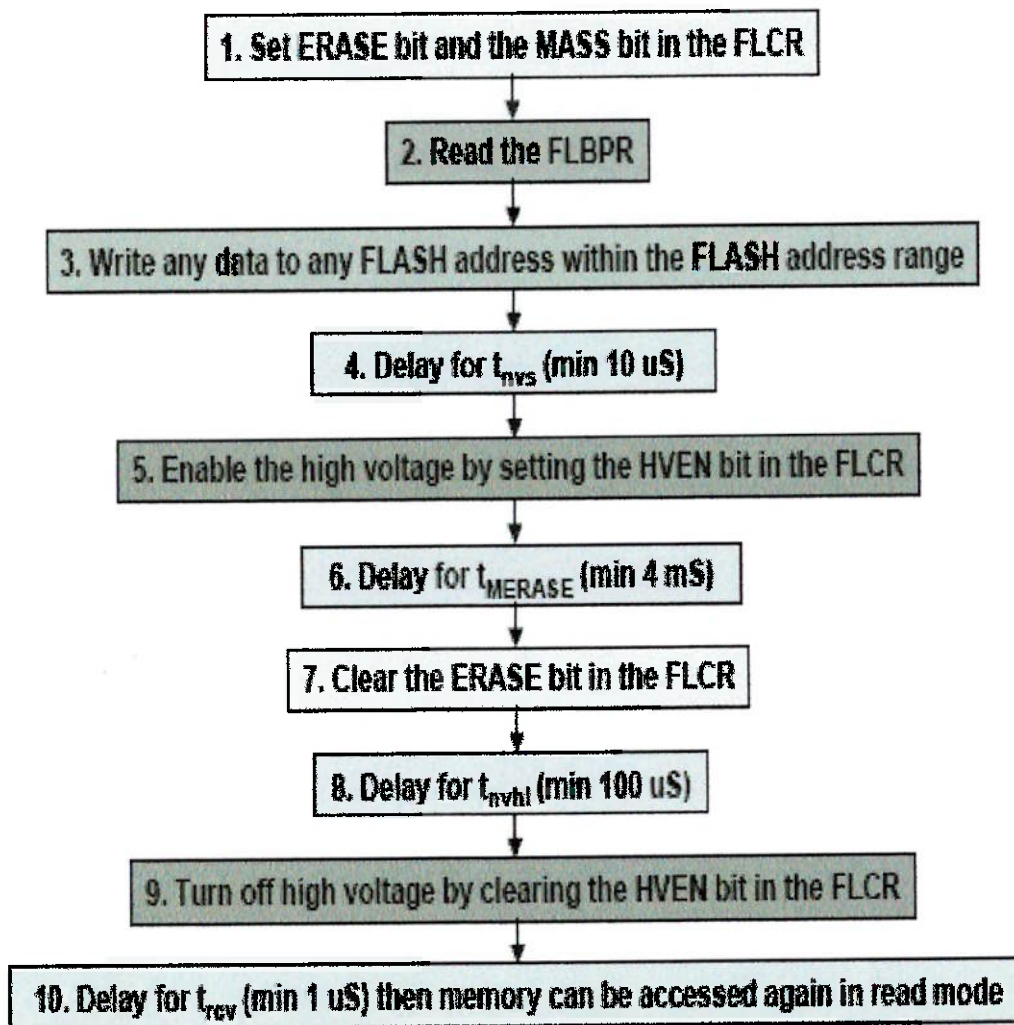 1. Set ERASE bit and the MASS bit in the FLCR
2. Read the FLBPR
3. Write any data to any FLASH address within the FLASH address range
4. Delay for tnvs (min 10 uS)
5. Enable the high voltage by setting the HVEN bit in the FLCR
6. Delay for tMERASE (min 4 mS)
7. Clear the ERASE bit in the FLCR
8. Delay for tnvhl (min 100 uS)
9. Turn off high voltage by clearing the HVEN bit in the FLCR
10. Delay for trcv (min 1 uS) then memory can be accessed again in read mode